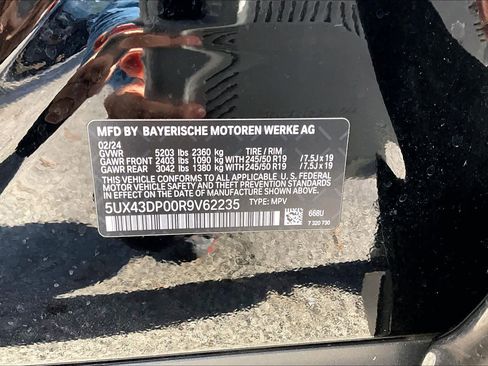 MFD BY BAYERISCHE MOTOREN WERKE AG
02/24
GVWR 5203 lbs 2360 kg TIRE / RIM
GAWR FRONT 2403 lbs 1090 kg WITH 245/50 R19 /7.5J x 19
GAWR REAR 3042 lbs 1380 kg WITH 245/50 R19 /7.5J x 19
THIS VEHICLE CONFORMS TO ALL APPLICABLE U.S. FEDERAL
MOTOR VEHICLE SAFETY, BUMPER, AND THEFT PREVENTION
STANDARDS IN EFFECT ON THE DATE OF MANUFACTURE SHOWN ABOVE.
5UX43DP00R9V62235 TYPE: MPV
668U
7 320 730